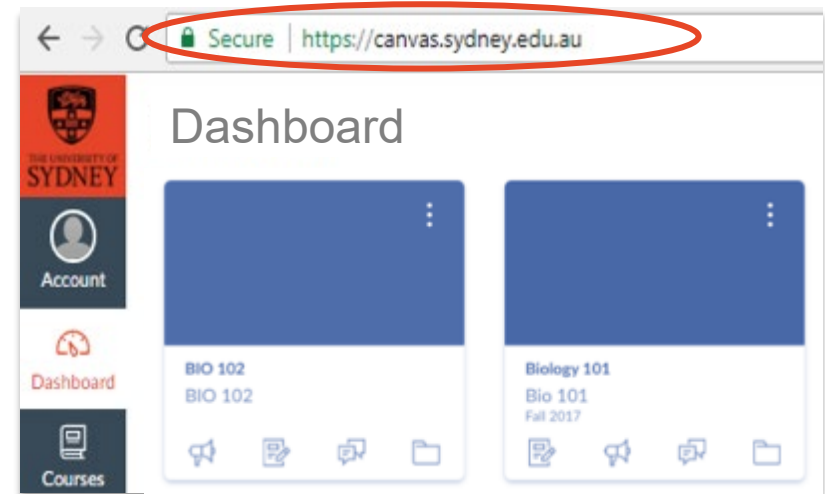 Secure | https://canvas.sydney.edu.au
THE UNIVERSITY OF
SYDNEY
Dashboard
Account
Dashboard
Courses
BIO 102
BIO 102
Biology 101
Bio 101
Fall 2017